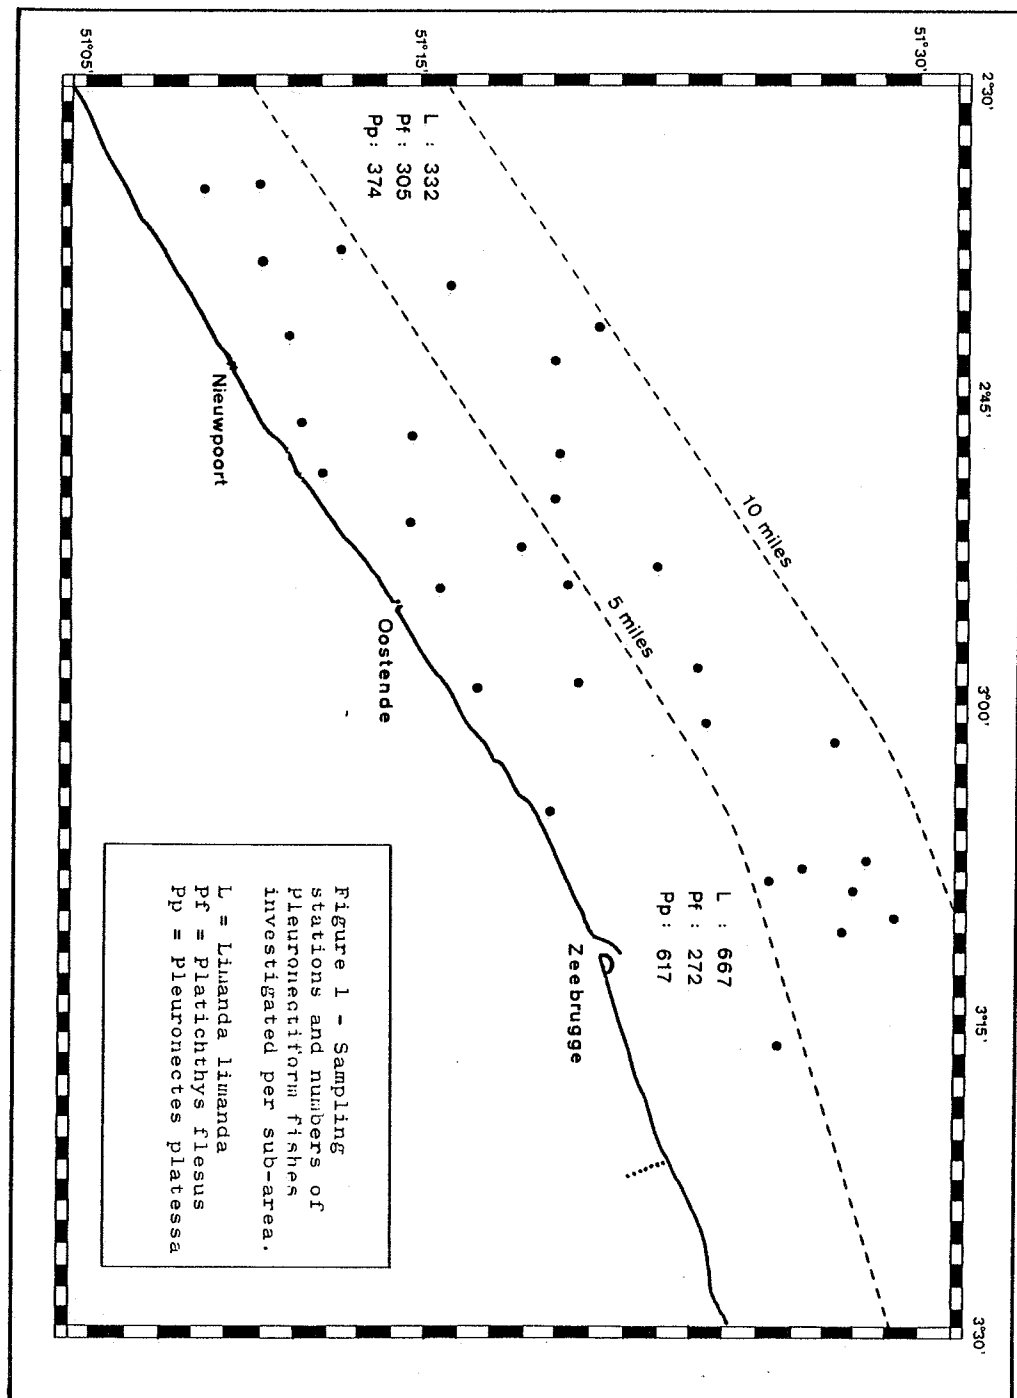 2°30'
2°45'
3°00'
3°15'
3°30'
51°30'
51°15'
51°05'
10 miles
5 miles
L : 332
Pf : 305
Pp : 374
L : 667
Pf : 272
Pp : 617
Nieuwpoort
Oostende
Zeebrugge
Figure 1 - Sampling
stations and numbers of
pleuronectiform fishes
investigated per sub-area.
L = Limanda limanda
Pf = Platichthys flesus
Pp = Pleuronectes platessa